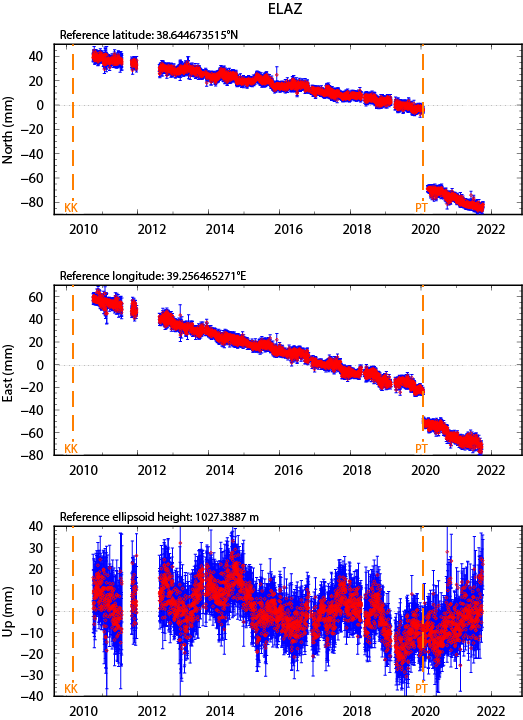 ELAZ
Reference latitude: 38.644673515°N
40
20
0
−20
−40
−60
−80
North (mm)
KK
PT
2010 2012 2014 2016 2018 2020 2022
Reference longitude: 39.256465271°E
60
40
20
0
−20
−40
−60
−80
East (mm)
KK
PT
2010 2012 2014 2016 2018 2020 2022
Reference ellipsoid height: 1027.3887 m
40
30
20
10
0
−10
−20
−30
−40
Up (mm)
KK
PT
2010 2012 2014 2016 2018 2020 2022